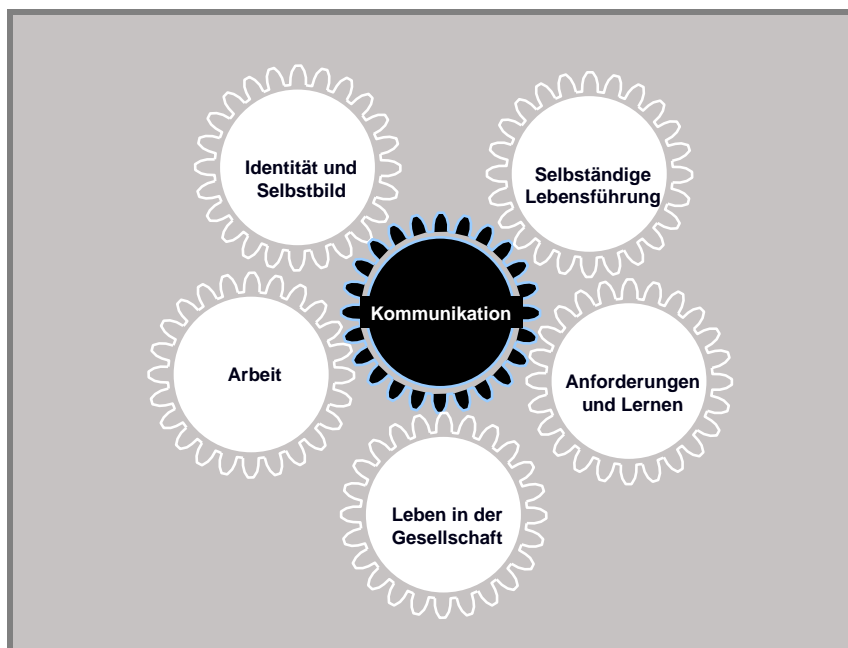 Identität und
Selbstbild
Selbständige
Lebensführung
Kommunikation
Arbeit
Anforderungen
und Lernen
Leben in der
Gesellschaft